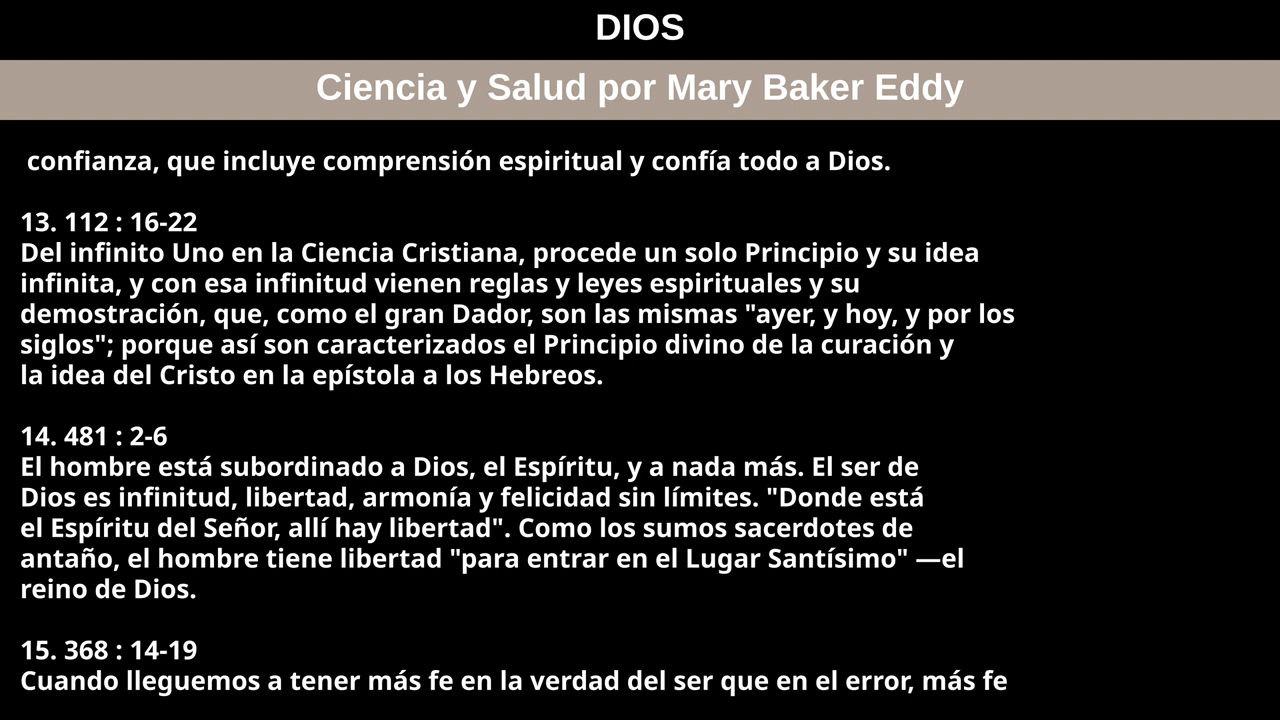 DIOS
Ciencia y Salud por Mary Baker Eddy
confianza, que incluye comprensión espiritual y confía todo a Dios.
13. 112 : 16-22
Del infinito Uno en la Ciencia Cristiana, procede un solo Principio y su idea
infinita, y con esa infinitud vienen reglas y leyes espirituales y su
demostración, que, como el gran Dador, son las mismas "ayer, y hoy, y por los
siglos"; porque así son caracterizados el Principio divino de la curación y
la idea del Cristo en la epístola a los Hebreos.
14. 481 : 2-6
El hombre está subordinado a Dios, el Espíritu, y a nada más. El ser de
Dios es infinitud, libertad, armonía y felicidad sin límites. "Donde está
el Espíritu del Señor, allí hay libertad". Como los sumos sacerdotes de
antaño, el hombre tiene libertad "para entrar en el Lugar Santísimo" —el
reino de Dios.
15. 368 : 14-19
Cuando lleguemos a tener más fe en la verdad del ser que en el error, más fe